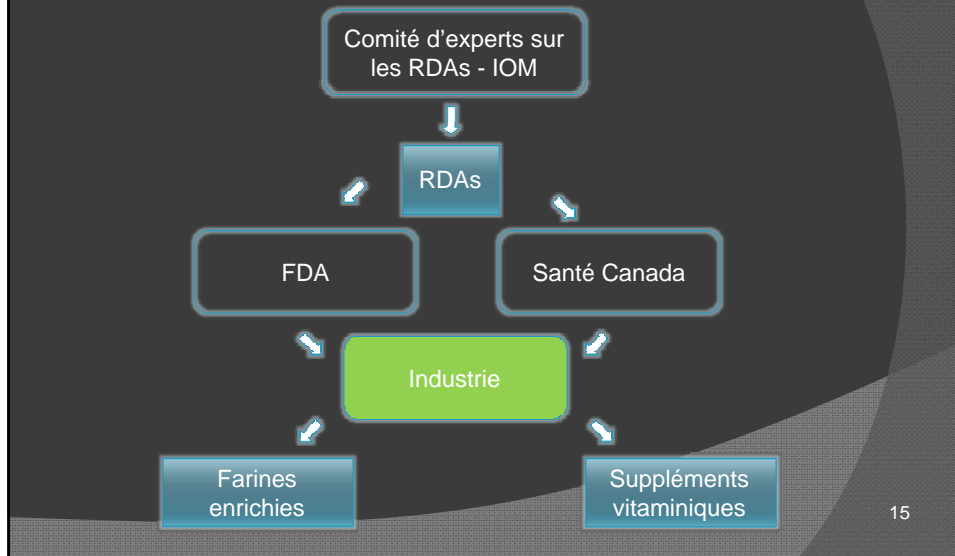 Comité d’experts sur
les RDAs - IOM
RDAs
FDA
Santé Canada
Industrie
Farines
enrichies
Suppléments
vitaminiques
15